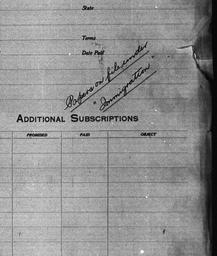 State
Terms
Date Paid
Papers on file under
"Immigration"
ADDITIONAL SUBSCRIPTIONS
PROMISED PAID OBJECT